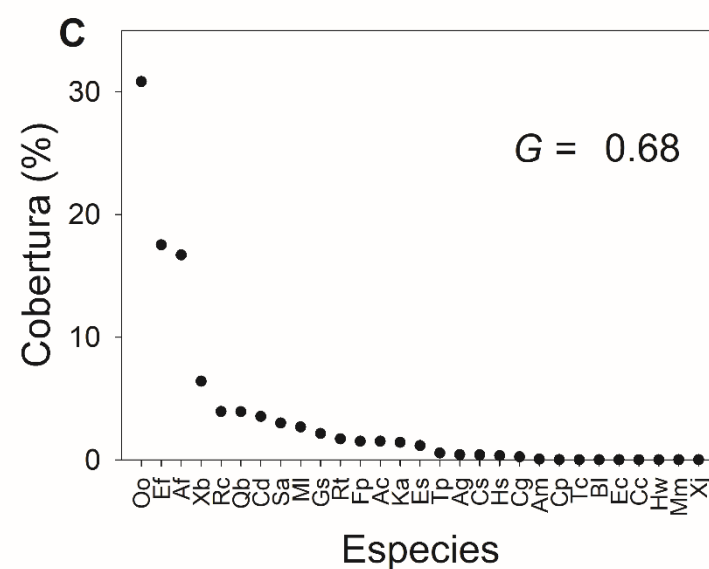 C
30
20
10
0
Cobertura (%)
G = 0.68
Oo Ef Af Xb Rc Qb Cd Sa Ml Gs Rt Fp Ac Ka Es Tp Ag Cs Hs Cg Am Cp Tc Bl Ec Cc Hw Mm Xj
Especies